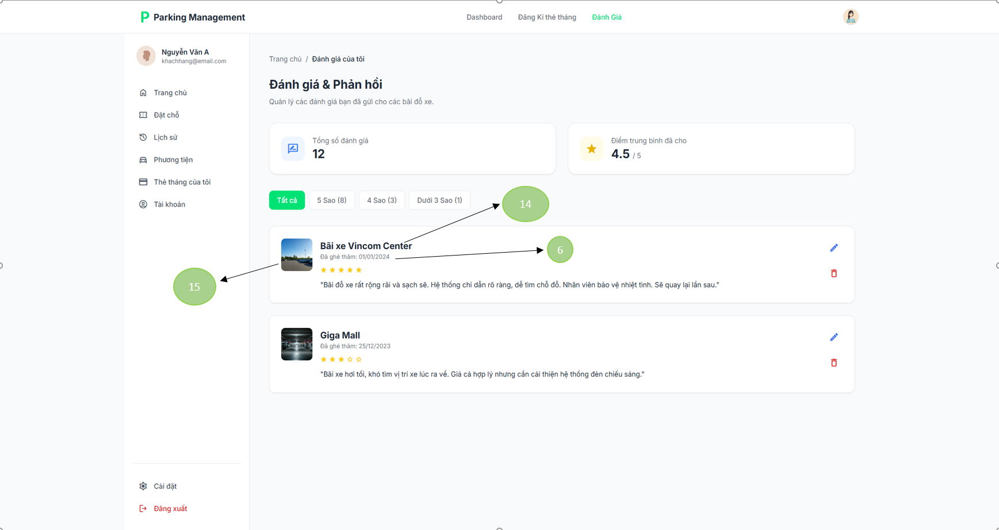 Parking Management
Dashboard
Đăng Kí thẻ tháng
Đánh Giá
Nguyễn Văn A
khachhang@email.com
Trang chủ
Đặt chỗ
Lịch sử
Phương tiện
Thẻ tháng của tôi
Tài khoản
Cài đặt
Đăng xuất
Trang chủ / Đánh giá của tôi
Đánh giá & Phản hồi
Quản lý các đánh giá bạn đã gửi cho các bãi đỗ xe.
Tổng số đánh giá
12
Điểm trung bình đã cho
4.5 / 5
Tất cả
5 Sao (8)
4 Sao (3)
Dưới 3 Sao (1)
14
Bãi xe Vincom Center
Đã ghé thăm: 01/01/2024
6
15
"Bãi đỗ xe rất rộng rãi và sạch sẽ. Hệ thống chỉ dẫn rõ ràng, dễ tìm chỗ đỗ. Nhân viên bảo vệ nhiệt tình. Sẽ quay lại lần sau."
Giga Mall
Đã ghé thăm: 25/12/2023
"Bãi xe hơi tối, khó tìm vị trí xe lúc ra về. Giá cả hợp lý nhưng cần cải thiện hệ thống đèn chiếu sáng."